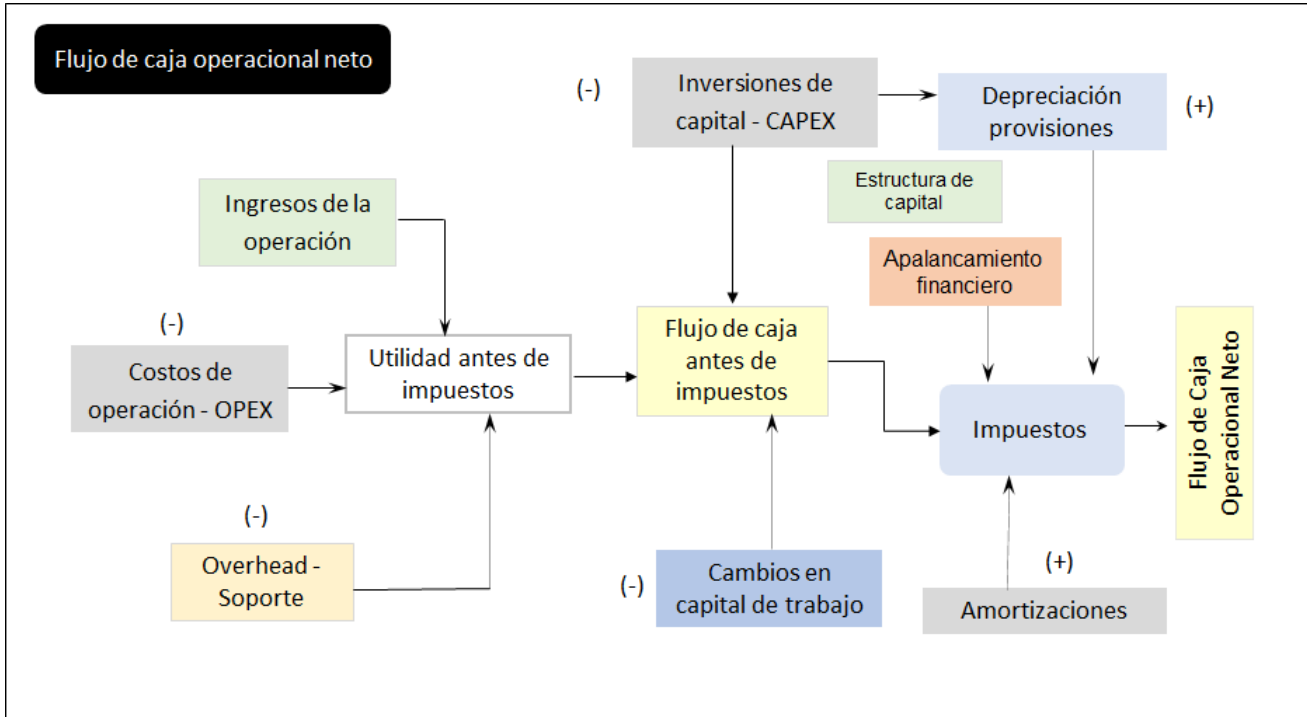 Flujo de caja operacional neto
(-)
Inversiones de
capital - CAPEX
Depreciación
provisiones
(+)
Estructura de
capital
Ingresos de la
operación
Apalancamiento
financiero
(-)
Costos de
operación - OPEX
Utilidad antes de
impuestos
Flujo de caja
antes de
impuestos
Impuestos
Flujo de Caja
Operacional Neto
(-)
Overhead -
Soporte
(-)
Cambios en
capital de trabajo
(+)
Amortizaciones